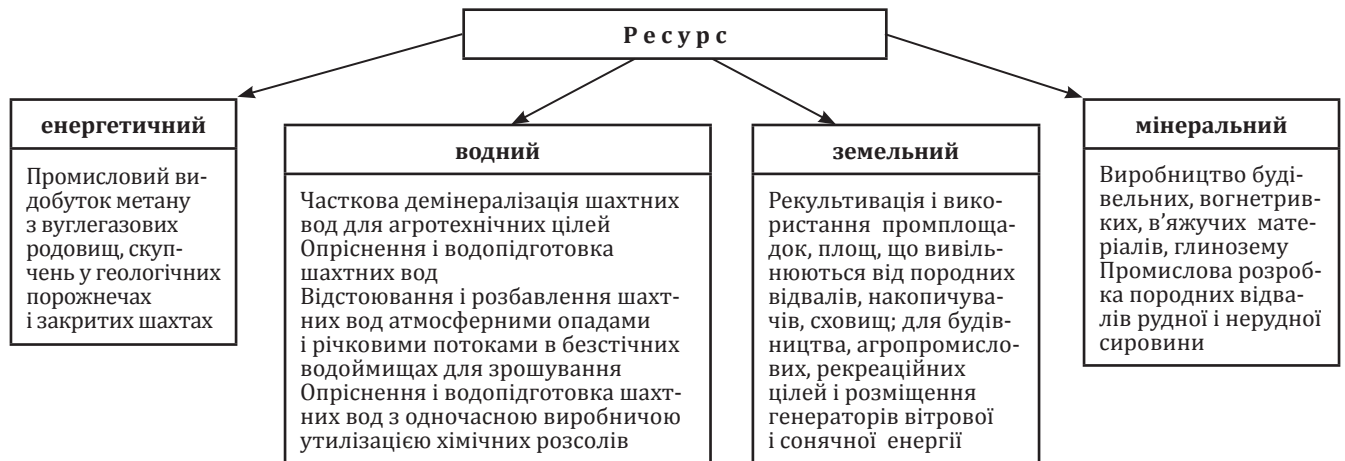 Ресурс
енергетичний
Промисловий ви-
добуток метану
з вуглегазових
родовищ, скуп-
чень у геологічних
порожнечах
і закритих шахтах
водний
Часткова демінералізація шахтних
вод для агротехнічних цілей
Опріснення і водопідготовка
шахтних вод
Відстоювання і розбавлення шахт-
них вод атмосферними опадами
і річковими потоками в безстічних
водоймищах для зрошування
Опріснення і водопідготовка шахт-
них вод з одночасною виробничою
утилізацією хімічних розсолів
земельний
Рекультивація і вико-
ристання промплоща-
док, площ, що вивіль-
нюються від породних
відвалів, накопичува-
чів, сховищ; для будів-
ництва, агропромисло-
вих, рекреаційних
цілей і розміщення
генераторів вітрової
і сонячної енергії
мінеральний
Виробництво буді-
вельних, вогнетрив-
ких, в’яжучих мате-
ріалів, глинозему
Промислова розроб-
ка породних відва-
лів рудної і нерудної
сировини